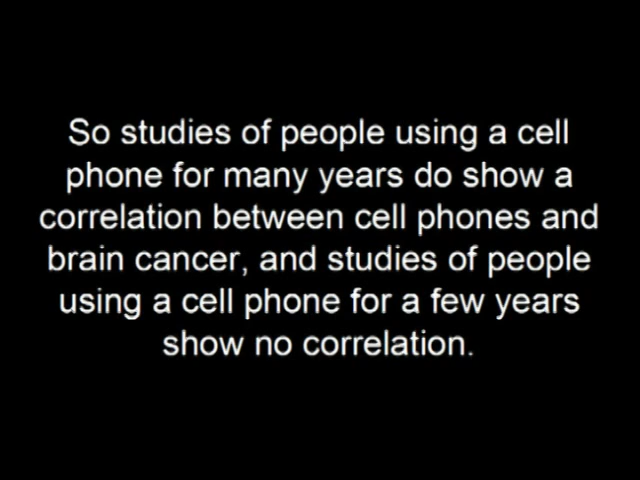 So studies of people using a cell
phone for many years do show a
correlation between cell phones and
brain cancer, and studies of people
using a cell phone for a few years
show no correlation.